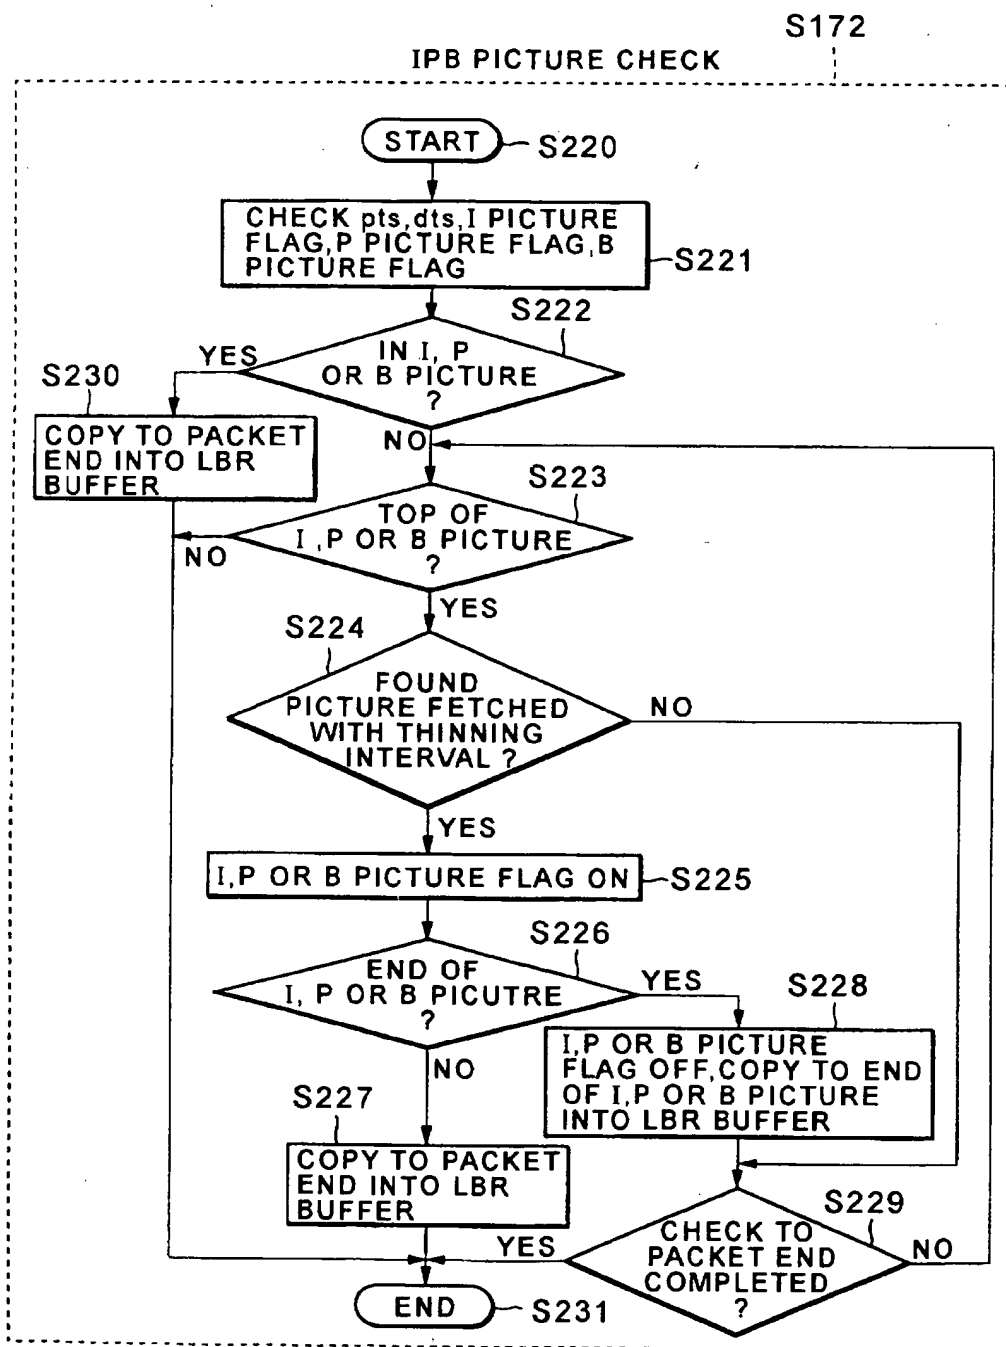 S172
IPB PICTURE CHECK
START
S220
CHECK pts,dts,I PICTURE
FLAG,P PICTURE FLAG,B
PICTURE FLAG
S221
S222
IN I, P
OR B PICTURE
?
YES
S230
COPY TO PACKET
END INTO LBR
BUFFER
NO
S223
TOP OF
I ,P OR B PICTURE
?
NO
YES
S224
FOUND
PICTURE FETCHED
WITH THINNING
INTERVAL ?
NO
YES
I,P OR B PICTURE FLAG ON
S225
S226
END OF
I, P OR B PICUTRE
?
YES
S228
I,P OR B PICTURE
FLAG OFF,COPY TO END
OF I,P OR B PICTURE
INTO LBR BUFFER
NO
S227
COPY TO PACKET
END INTO LBR
BUFFER
S229
CHECK TO
PACKET END
COMPLETED
?
YES
NO
END
S231